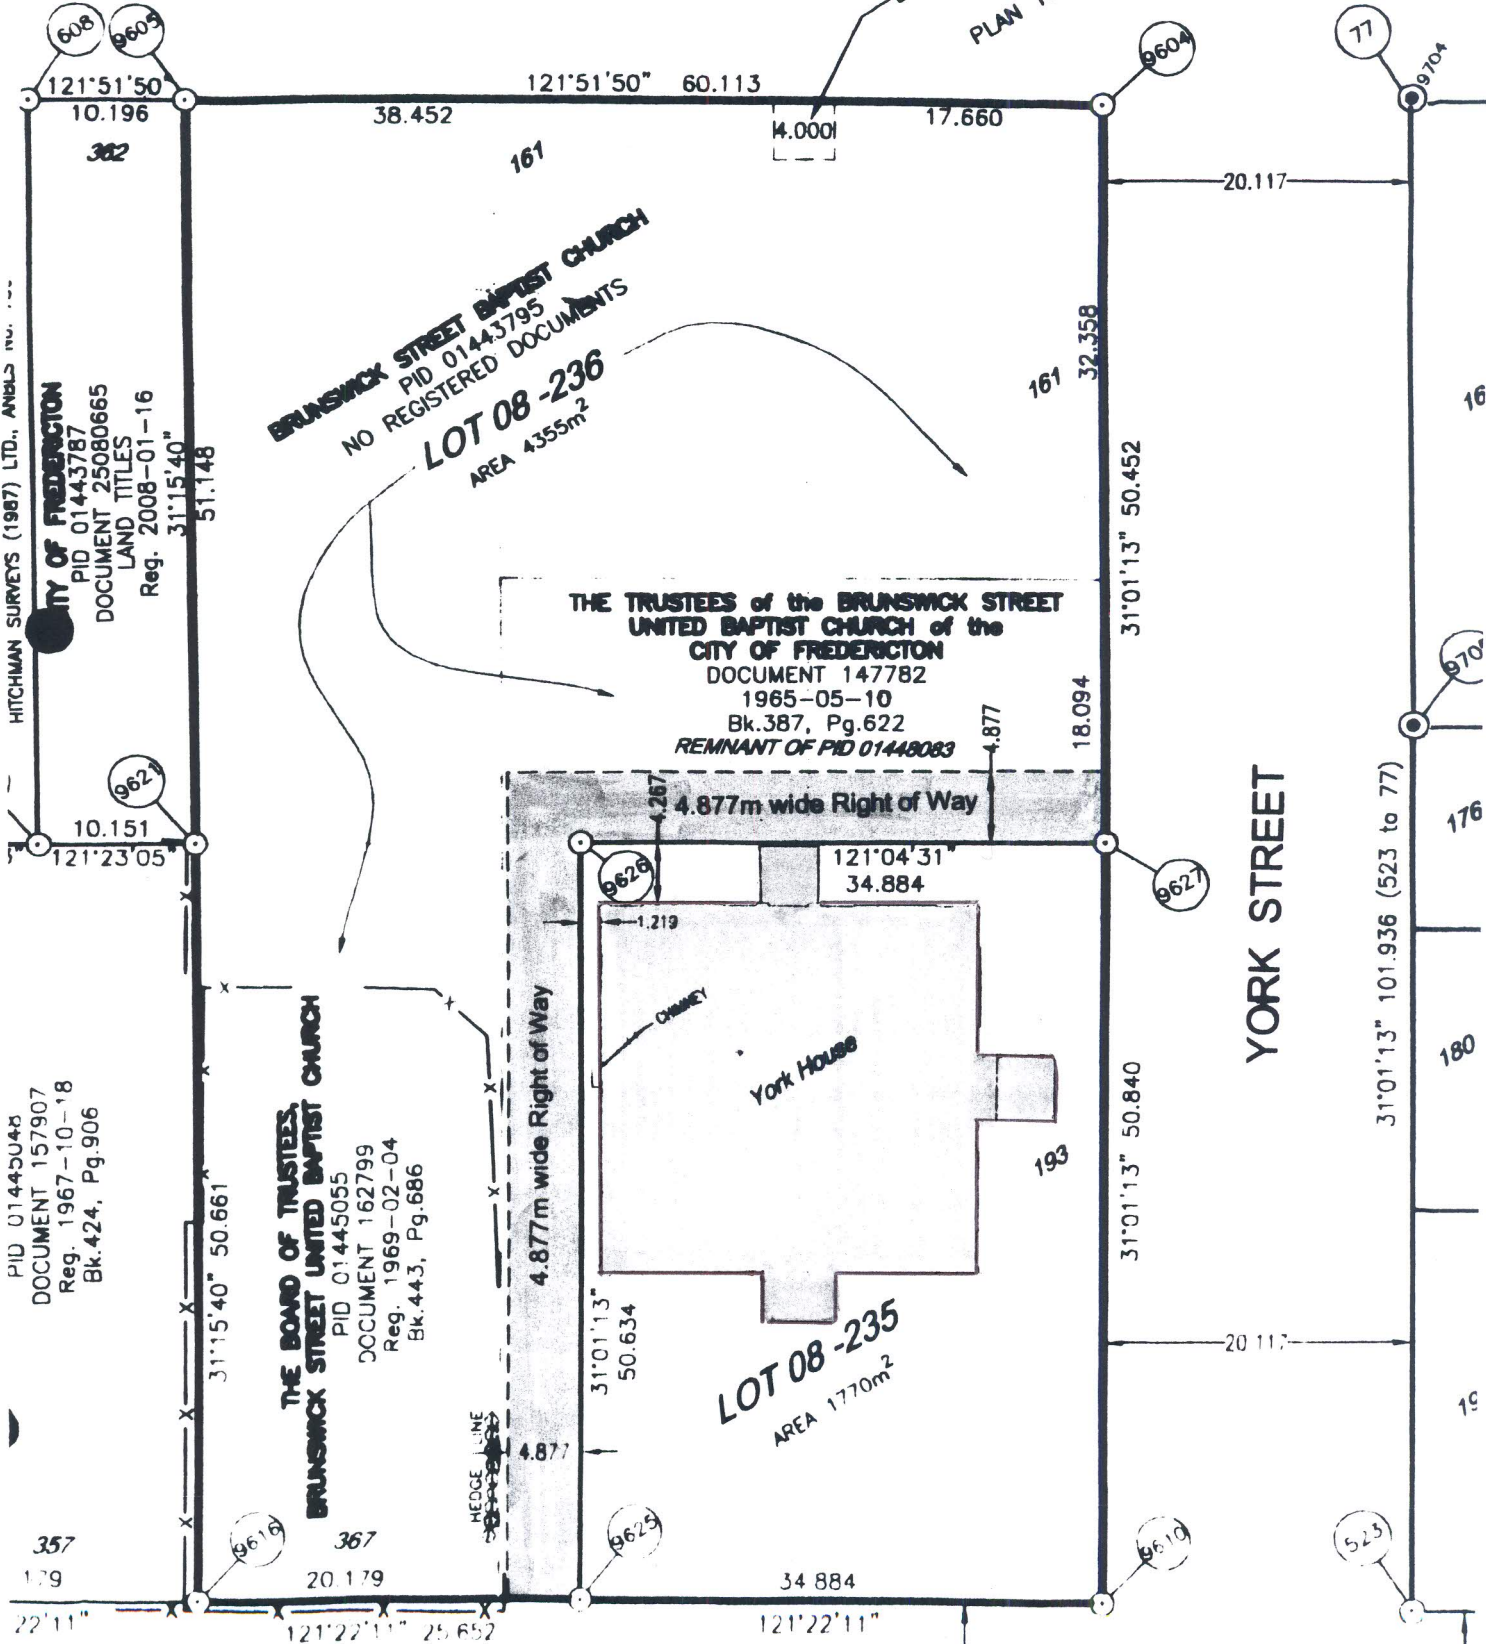 608
9605
PLAN
9604
77
9704
121°51'50
10.196
362
121°51'50" 60.113
38.452
4.000
17.660
161
20.117
BRUNSWICK STREET BAPTIST CHURCH
PID 01443795
NO REGISTERED DOCUMENTS
LOT 08-236
AREA 4355m²
HITCHMAN SURVEYS (1987) LTD., ANBLS
TY OF FREDERICTON
PID 01443787
DOCUMENT 25080665
LAND TITLES
Reg. 2008-01-16
31°15'40"
51.148
161
32.358
31°01'13" 50.452
16
THE TRUSTEES of the BRUNSWICK STREET
UNITED BAPTIST CHURCH of the
CITY OF FREDERICTON
DOCUMENT 147782
1965-05-10
Bk.387, Pg.622
REMNANT OF PID 01448083
4.877
18.094
970
9621
10.151
121°23'05"
4.267
4.877m wide Right of Way
121°04'31"
34.884
9626
9627
1.219
YORK STREET
31°01'13" 101.936 (523 to 77)
176
180
CHIMNEY
York House
193
4.877m wide Right of Way
31°01'13" 50.840
PID 01445048
DOCUMENT 157907
Reg. 1967-10-18
Bk.424, Pg.906
31°15'40" 50.661
THE BOARD OF TRUSTEES,
BRUNSWICK STREET UNITED BAPTIST CHURCH
PID 01445055
DOCUMENT 162799
Reg. 1969-02-04
Bk.443, Pg.686
31°01'13"
50.634
LOT 08-235
AREA 1770m²
20.117
19
HEDGE LINE
4.877
357
9616
367
9625
9610
523
20.179
34.884
22'11"
121°22'11" 25.652
121°22'11"